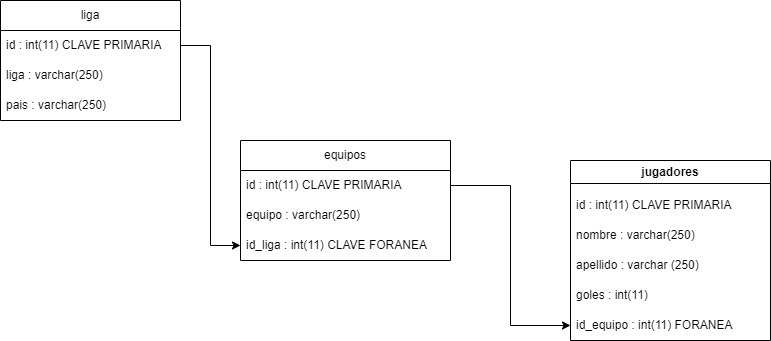 liga
id : int(11) CLAVE PRIMARIA
liga : varchar(250)
pais : varchar(250)
equipos
id : int(11) CLAVE PRIMARIA
equipo : varchar(250)
id_liga : int(11) CLAVE FORANEA
jugadores
id : int(11) CLAVE PRIMARIA
nombre : varchar(250)
apellido : varchar (250)
goles : int(11)
id_equipo : int(11) FORANEA